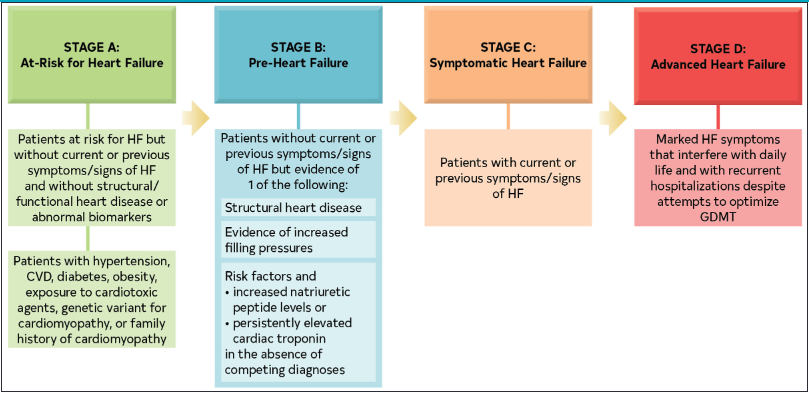 STAGE A:
At-Risk for Heart Failure
Patients at risk for HF but
without current or previous
symptoms/signs of HF
and without structural/
functional heart disease or
abnormal biomarkers
Patients with hypertension,
CVD, diabetes, obesity,
exposure to cardiotoxic
agents, genetic variant for
cardiomyopathy, or family
history of cardiomyopathy
STAGE B:
Pre-Heart Failure
Patients without current or
previous symptoms/signs
of HF but evidence of
1 of the following:
Structural heart disease
Evidence of increased
filling pressures
Risk factors and
• increased natriuretic
peptide levels or
• persistently elevated
cardiac troponin
in the absence of
competing diagnoses
STAGE C:
Symptomatic Heart Failure
Patients with current or
previous symptoms/signs
of HF
STAGE D:
Advanced Heart Failure
Marked HF symptoms
that interfere with daily
life and with recurrent
hospitalizations despite
attempts to optimize
GDMT